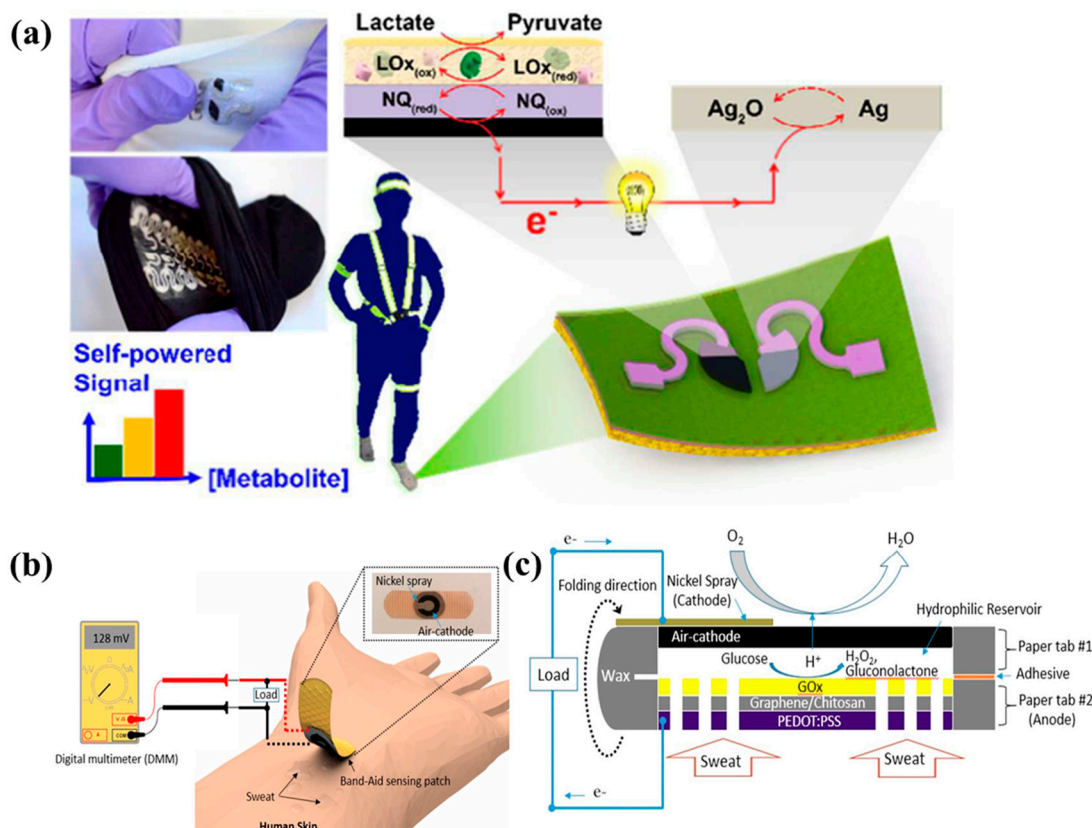 (a)
Lactate Pyruvate
LOx(ox) LOx(red)
NQ(red) NQ(ox)
Ag2O Ag
e-
Self-powered
Signal
[Metabolite]
(b)
Nickel spray
Air-cathode
128 mV
Load
COM
Digital multimeter (DMM)
Sweat
Band-Aid sensing patch
Human Skin
(c)
e-
O2 H2O
Folding direction
Nickel Spray
(Cathode)
Hydrophilic Reservoir
Air-cathode
Paper tab #1
Load
Wax
Glucose H+ H2O2,
Gluconolactone
Adhesive
GOx
Graphene/Chitosan
PEDOT:PSS
Paper tab #2
(Anode)
Sweat Sweat
e-